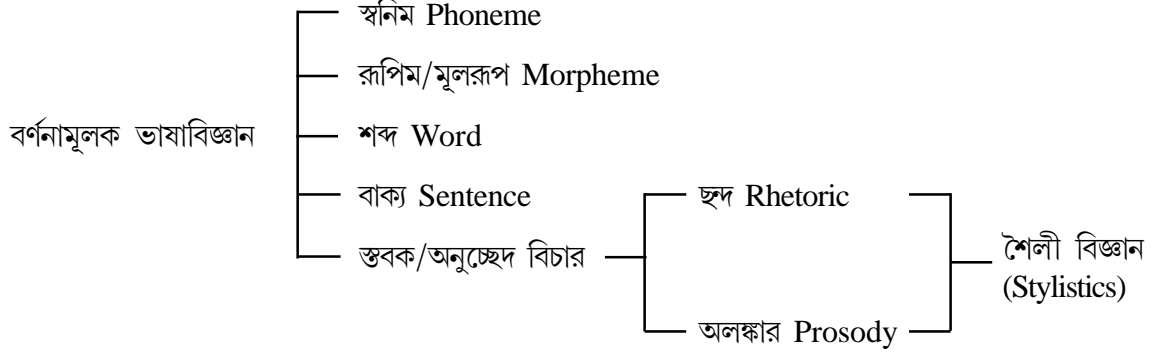 স্বনিম Phoneme
রূপিম/মূলরূপ Morpheme
বর্ণনামূলক ভাষাবিজ্ঞান
শব্দ Word
বাক্য Sentence
ছন্দ Rhetoric
স্তবক/অনুচ্ছেদ বিচার
শৈলী বিজ্ঞান
(Stylistics)
অলঙ্কার Prosody